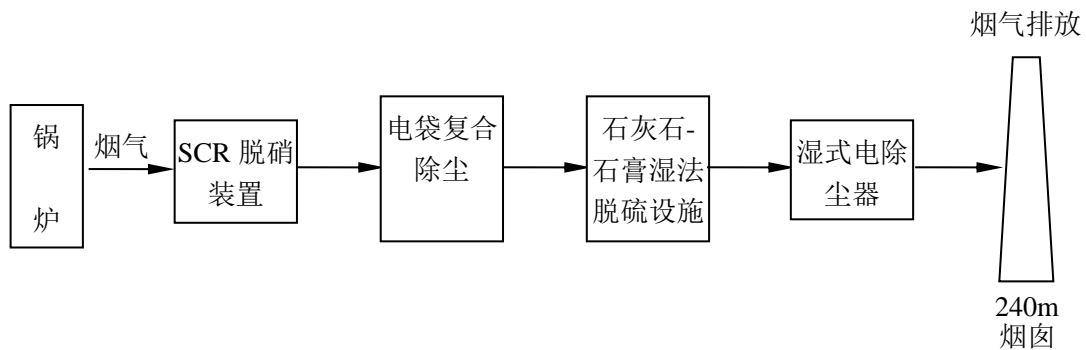 锅
炉
烟气
SCR 脱硝
装置
电袋复合
除尘
石灰石-
石膏湿法
脱硫设施
湿式电除
尘器
烟气排放
240m
烟囱